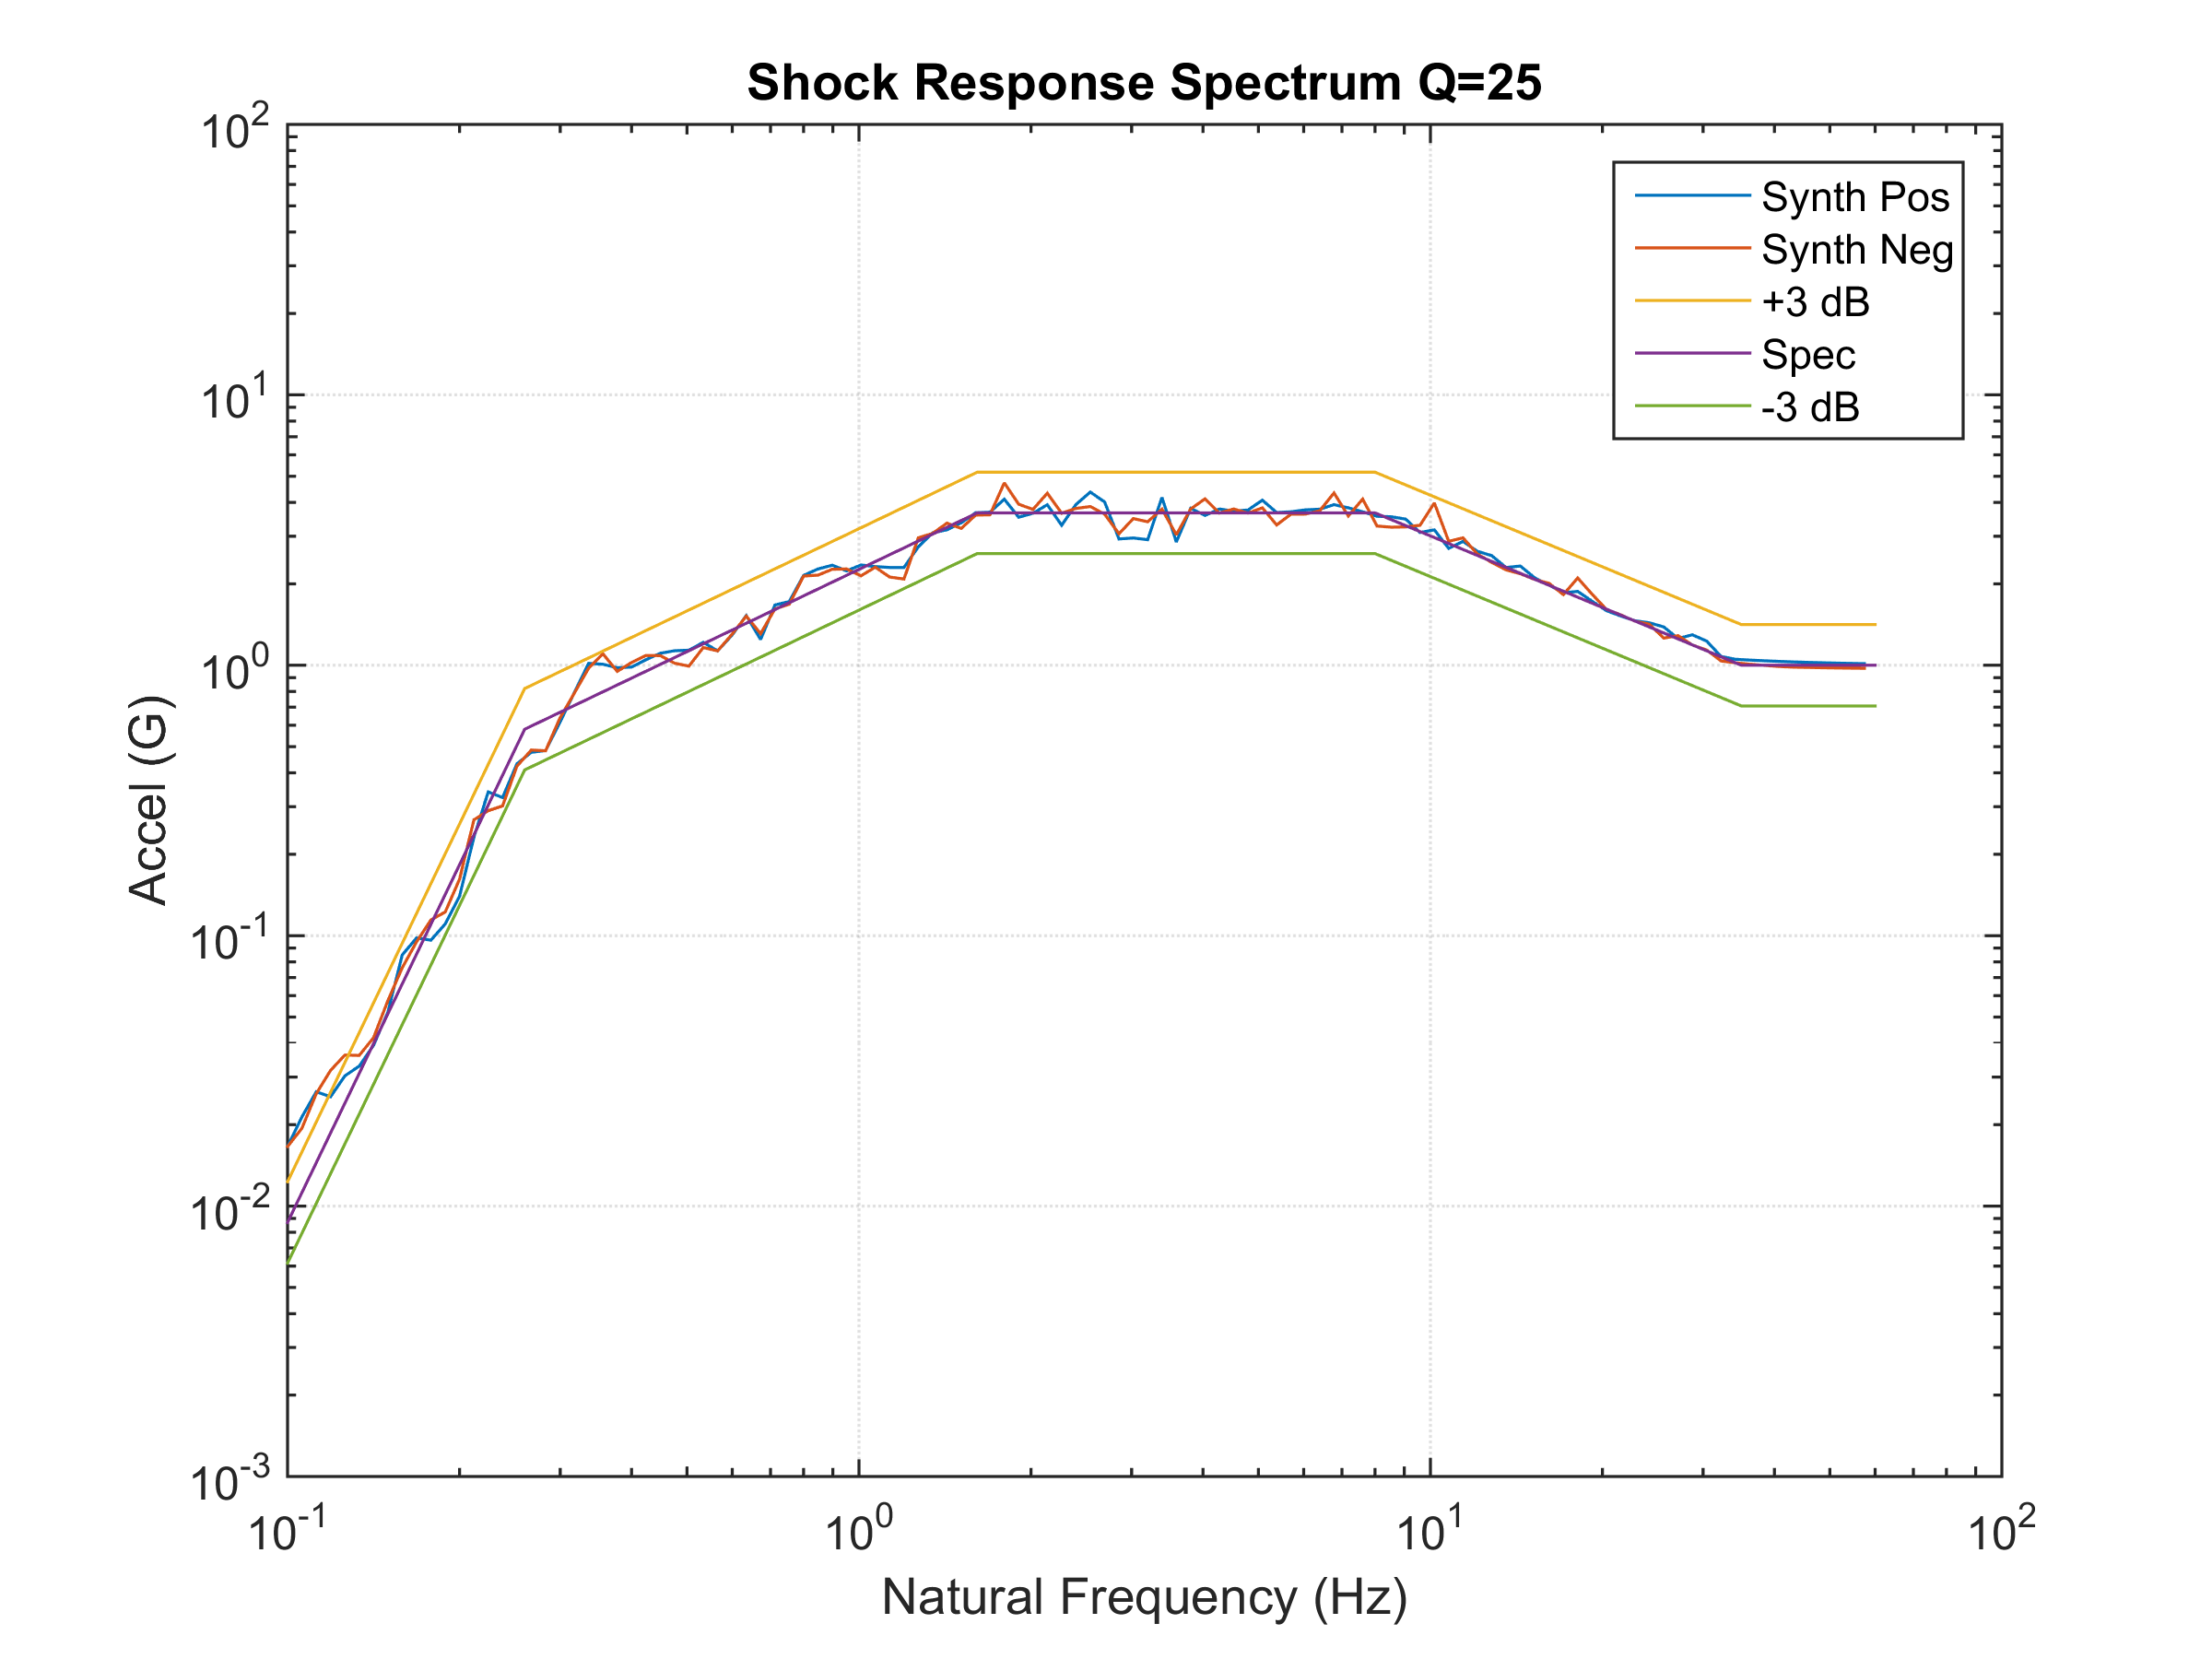 Shock Response Spectrum Q=25
10^2
10^1
10^0
10^-1
10^-2
10^-3
Accel (G)
Synth Pos
Synth Neg
+3 dB
Spec
-3 dB
10^-1 10^0 10^1 10^2
Natural Frequency (Hz)